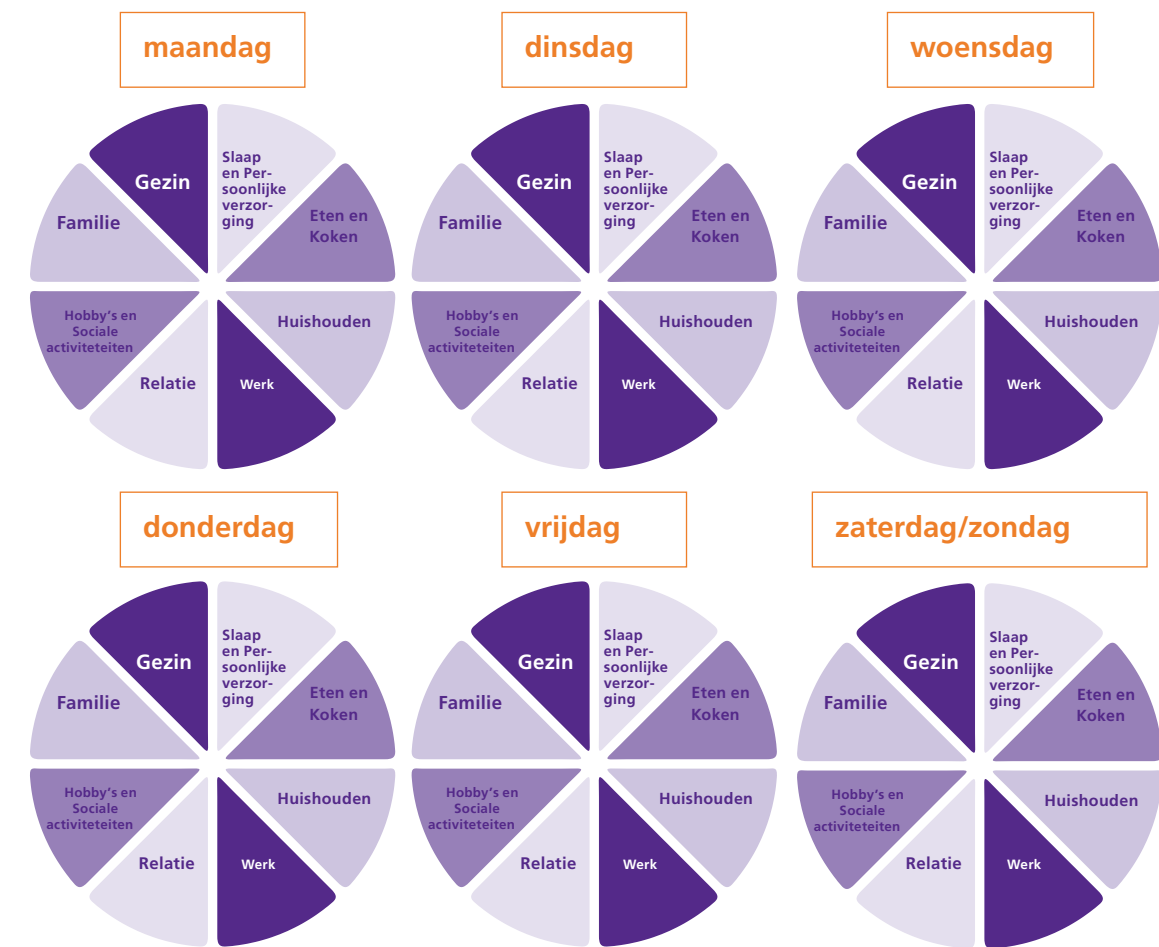 maandag
Gezin
Slaap
en Per-
soonlijke
verzor-
ging
Eten en
Koken
Huishouden
Werk
Relatie
Hobby's en
Sociale
activiteteiten
Familie
dinsdag
Gezin
Slaap
en Per-
soonlijke
verzor-
ging
Eten en
Koken
Huishouden
Werk
Relatie
Hobby's en
Sociale
activiteteiten
Familie
woensdag
Gezin
Slaap
en Per-
soonlijke
verzor-
ging
Eten en
Koken
Huishouden
Werk
Relatie
Hobby's en
Sociale
activiteteiten
Familie
donderdag
Gezin
Slaap
en Per-
soonlijke
verzor-
ging
Eten en
Koken
Huishouden
Werk
Relatie
Hobby's en
Sociale
activiteteiten
Familie
vrijdag
Gezin
Slaap
en Per-
soonlijke
verzor-
ging
Eten en
Koken
Huishouden
Werk
Relatie
Hobby's en
Sociale
activiteteiten
Familie
zaterdag/zondag
Gezin
Slaap
en Per-
soonlijke
verzor-
ging
Eten en
Koken
Huishouden
Werk
Relatie
Hobby's en
Sociale
activiteteiten
Familie